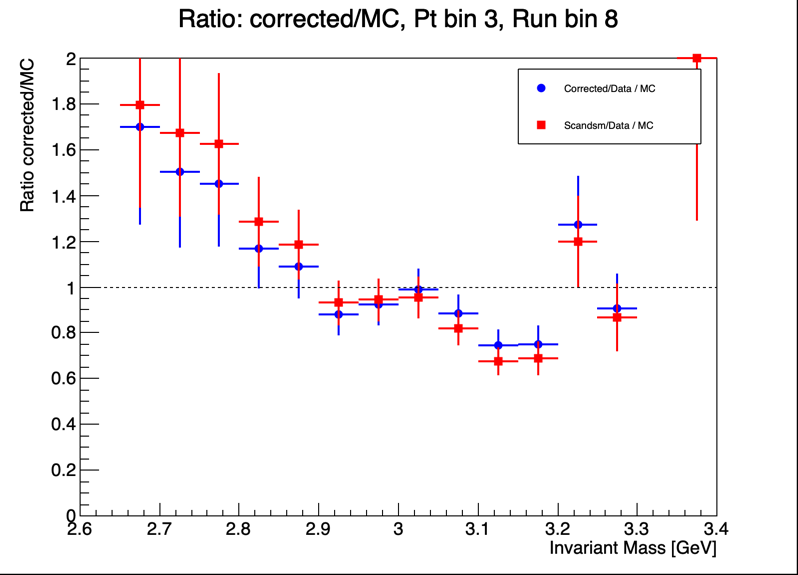 Ratio: corrected/MC, Pt bin 3, Run bin 8
Ratio corrected/MC
2
1.8
1.6
1.4
1.2
1
0.8
0.6
0.4
0.2
0
Corrected/Data / MC
Scandsm/Data / MC
2.6 2.7 2.8 2.9 3 3.1 3.2 3.3 3.4
Invariant Mass [GeV]